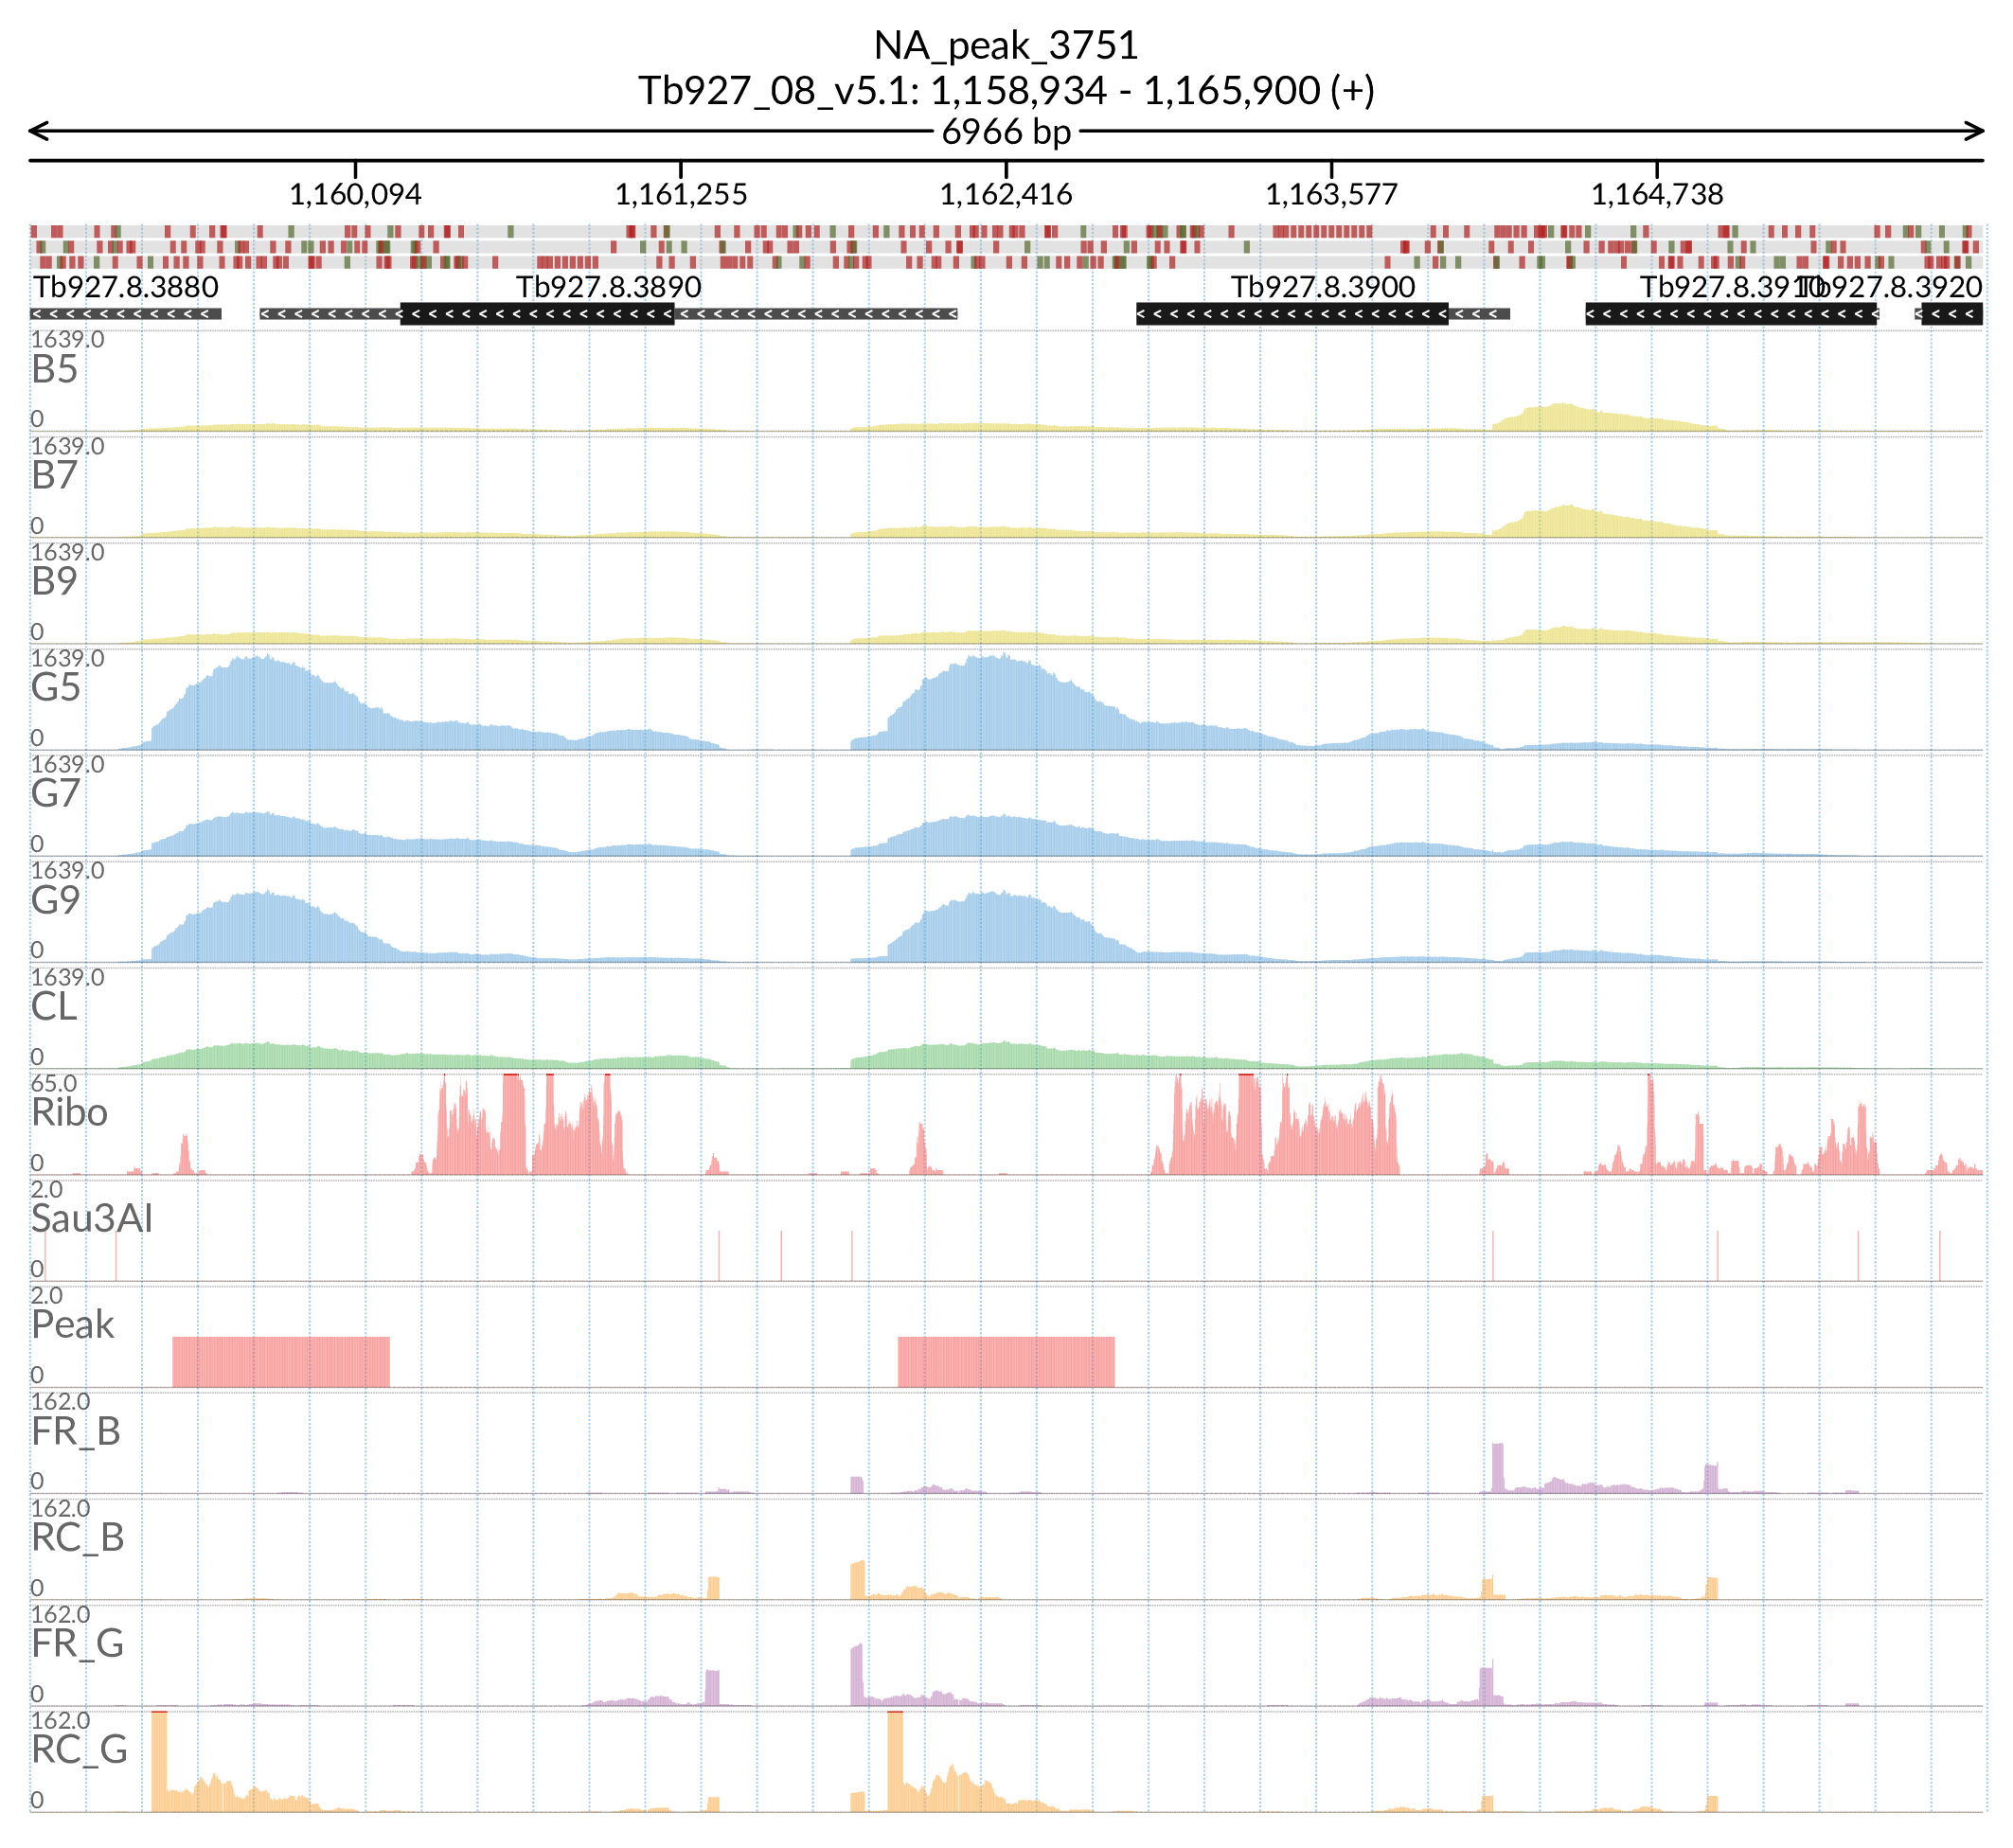 NA_peak_3751
Tb927_08_v5.1: 1,158,934 - 1,165,900 (+)
6966 bp
1,160,094 1,161,255 1,162,416 1,163,577 1,164,738
Tb927.8.3880 Tb927.8.3890 Tb927.8.3900 Tb927.8.3910 Tb927.8.3920
1639.0
B5
0
1639.0
B7
0
1639.0
B9
0
1639.0
G5
0
1639.0
G7
0
1639.0
G9
0
1639.0
CL
0
65.0
Ribo
0
2.0
Sau3AI
0
2.0
Peak
0
162.0
FR_B
0
162.0
RC_B
0
162.0
FR_G
0
162.0
RC_G
0